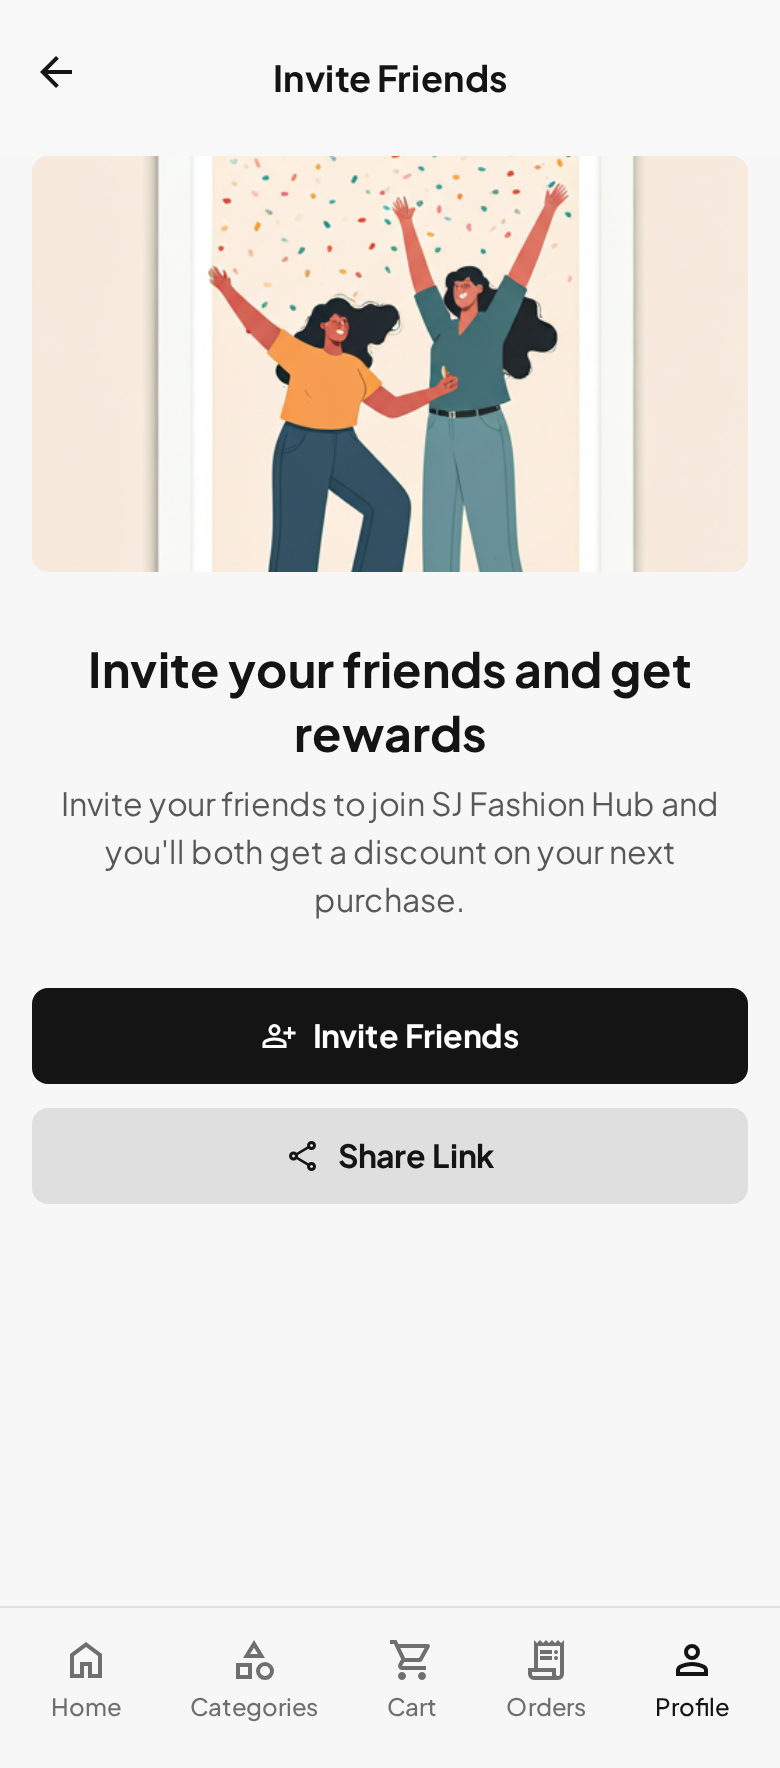 Invite Friends
Invite your friends and get
rewards
Invite your friends to join SJ Fashion Hub and
you'll both get a discount on your next
purchase.
Invite Friends
Share Link
Home
Categories
Cart
Orders
Profile